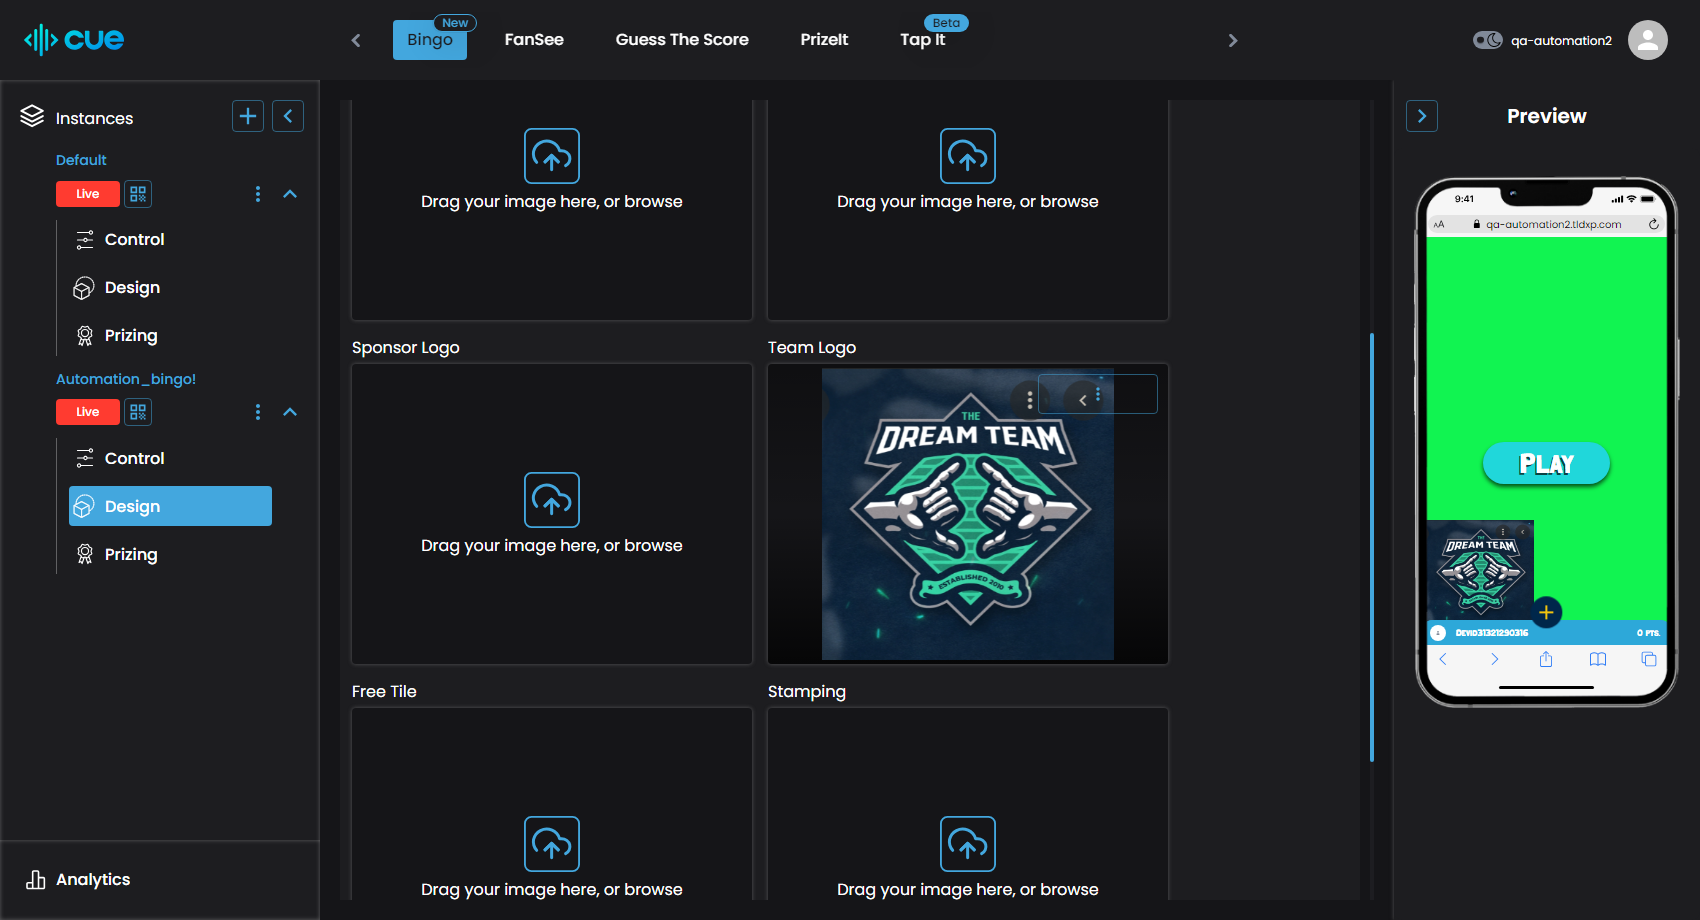 cue
Bingo
New
FanSee
Guess The Score
PrizeIt
Tap It
Beta
qa-automation2
Instances
Default
Live
Control
Design
Prizing
Automation_bingo!
Live
Control
Design
Prizing
Analytics
Drag your image here, or browse
Drag your image here, or browse
Sponsor Logo
Team Logo
Drag your image here, or browse
THE
DREAM TEAM
ESTABLISHED 2010
Free Tile
Stamping
Drag your image here, or browse
Drag your image here, or browse
Preview
9:41
AA
qa-automation2.tldxp.com
PLAY
THE
DREAM TEAM
ESTABLISHED 2010
DEVID31321290316
0 PTS.